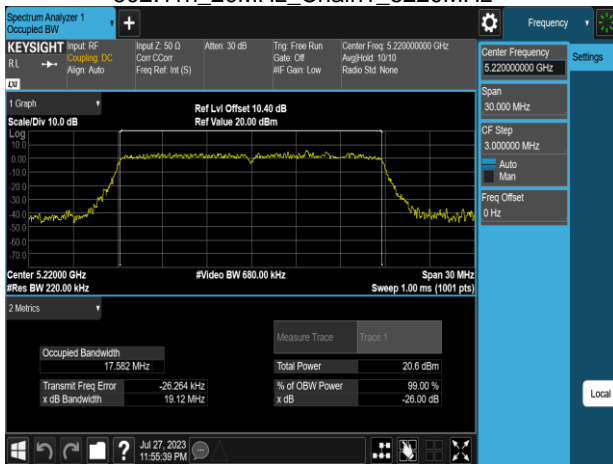 Spectrum Analyzer 1
Occupied BW
+
Frequency
KEYSIGHT
RL
LXI
Input: RF
Coupling: DC
Align: Auto
Input Z: 50 Ω
Corr CCorr
Freq Ref: Int (S)
Atten: 30 dB
Trig: Free Run
Gate: Off
#IF Gain: Low
Center Freq: 5.220000000 GHz
Avg|Hold: 10/10
Radio Std: None
Center Frequency
5.220000000 GHz
Settings
Span
30.000 MHz
CF Step
3.000000 MHz
Auto
Man
Freq Offset
0 Hz
Local
1 Graph
Scale/Div 10.0 dB
Ref Lvl Offset 10.40 dB
Ref Value 20.00 dBm
Log
10.0
0.00
-10.0
-20.0
-30.0
-40.0
-50.0
-60.0
-70.0
Center 5.22000 GHz
#Video BW 680.00 kHz
Span 30 MHz
#Res BW 220.00 kHz
Sweep 1.00 ms (1001 pts)
2 Metrics
Measure Trace
Trace 1
Occupied Bandwidth
17.582 MHz
Total Power
20.6 dBm
Transmit Freq Error
-26.264 kHz
% of OBW Power
99.00 %
x dB Bandwidth
19.12 MHz
x dB
-26.00 dB
?
Jul 27, 2023
11:55:39 PM